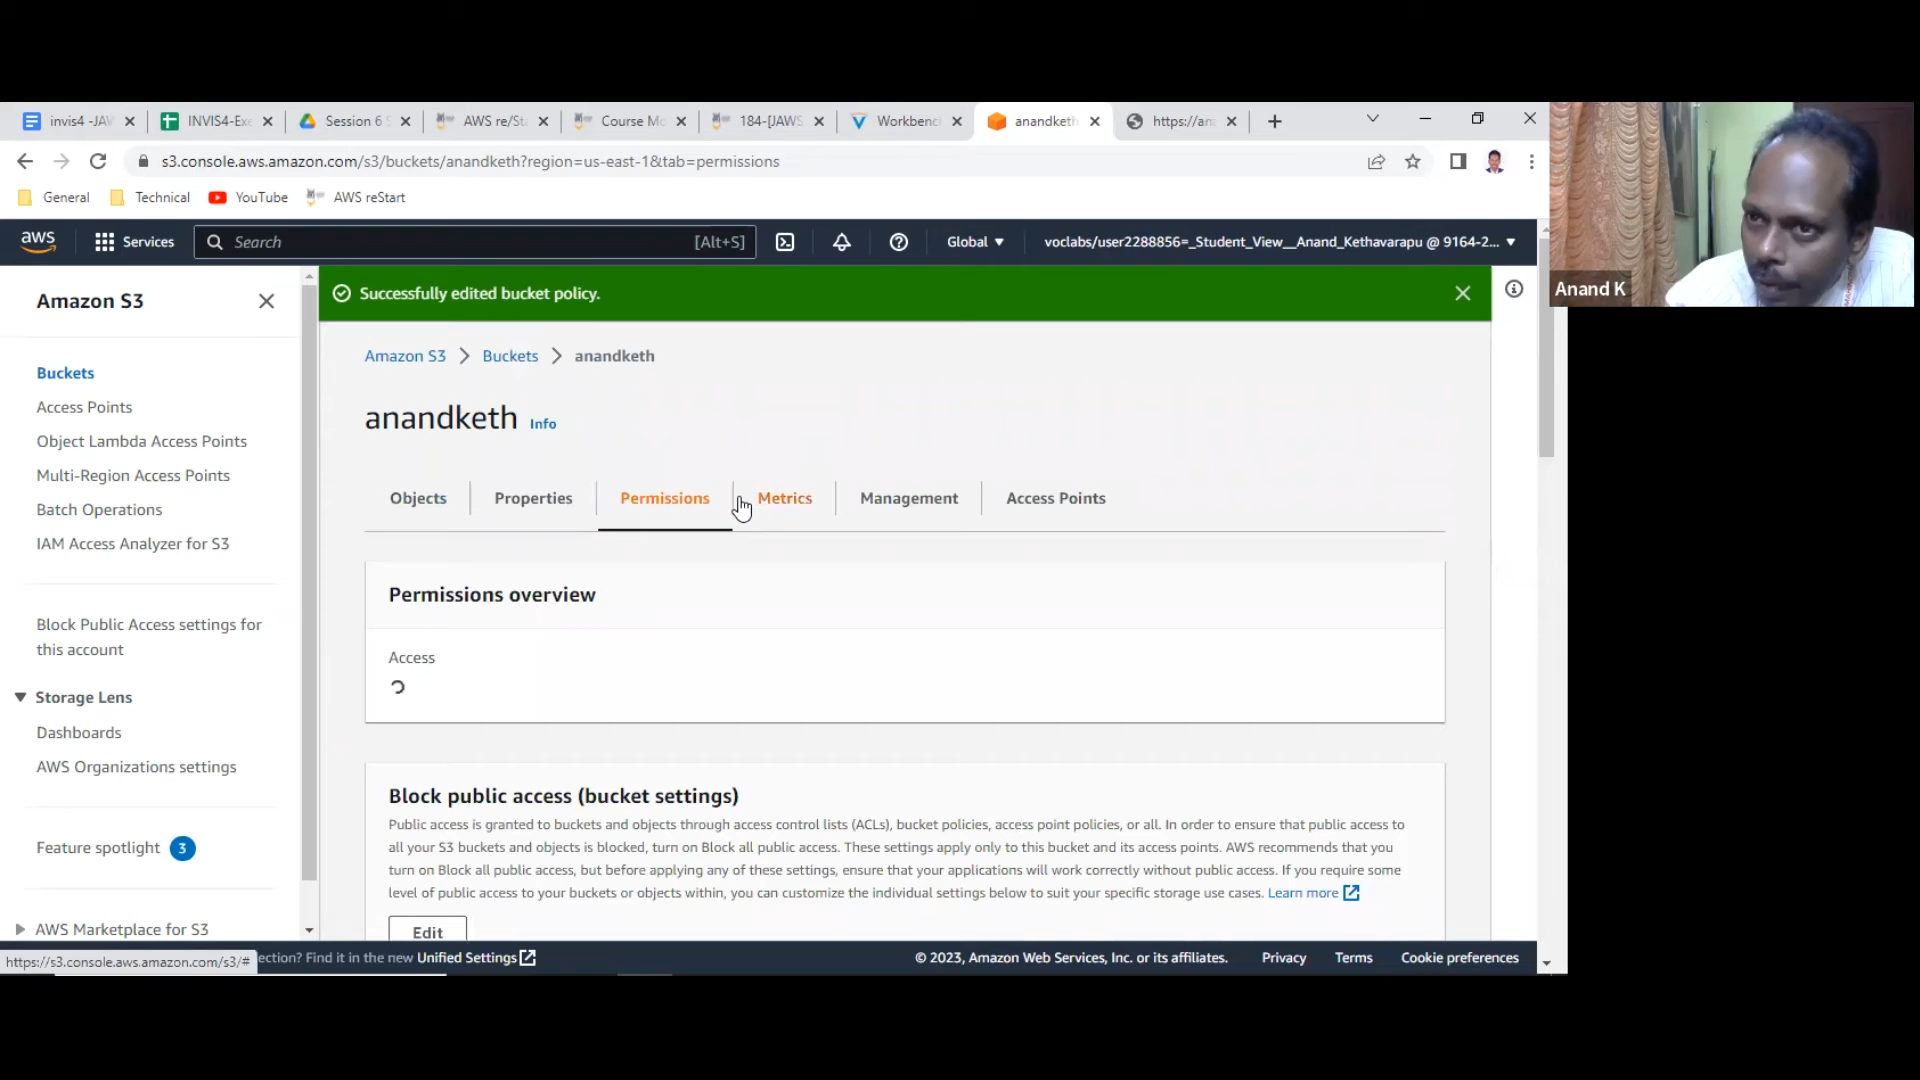 invis4 -JAV
INVIS4-Exe
Session 6 S
AWS re/Sta
Course Mo
184-[JAWS
Workbench
anandketh
https://ana
s3.console.aws.amazon.com/s3/buckets/anandketh?region=us-east-1&tab=permissions
General
Technical
YouTube
AWS reStart
aws
Services
Search
[Alt+S]
Global
voclabs/user2288856=_Student_View__Anand_Kethavarapu @ 9164-2...
Amazon S3
Buckets
Access Points
Object Lambda Access Points
Multi-Region Access Points
Batch Operations
IAM Access Analyzer for S3
Block Public Access settings for
this account
Storage Lens
Dashboards
AWS Organizations settings
Feature spotlight 3
AWS Marketplace for S3
Successfully edited bucket policy.
Amazon S3 > Buckets > anandketh
anandketh Info
Objects
Properties
Permissions
Metrics
Management
Access Points
Permissions overview
Access
Block public access (bucket settings)
Public access is granted to buckets and objects through access control lists (ACLs), bucket policies, access point policies, or all. In order to ensure that public access to
all your S3 buckets and objects is blocked, turn on Block all public access. These settings apply only to this bucket and its access points. AWS recommends that you
turn on Block all public access, but before applying any of these settings, ensure that your applications will work correctly without public access. If you require some
level of public access to your buckets or objects within, you can customize the individual settings below to suit your specific storage use cases. Learn more
Edit
https://s3.console.aws.amazon.com/s3/#
ection? Find it in the new Unified Settings
© 2023, Amazon Web Services, Inc. or its affiliates.
Privacy
Terms
Cookie preferences
Anand K